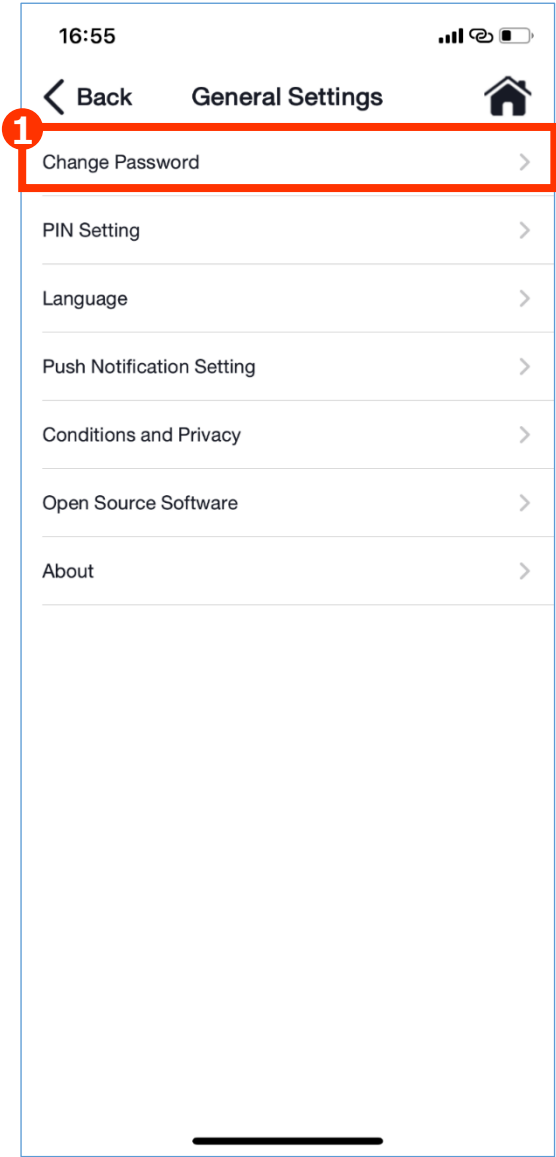 16:55
Back General Settings
1
Change Password
PIN Setting
Language
Push Notification Setting
Conditions and Privacy
Open Source Software
About